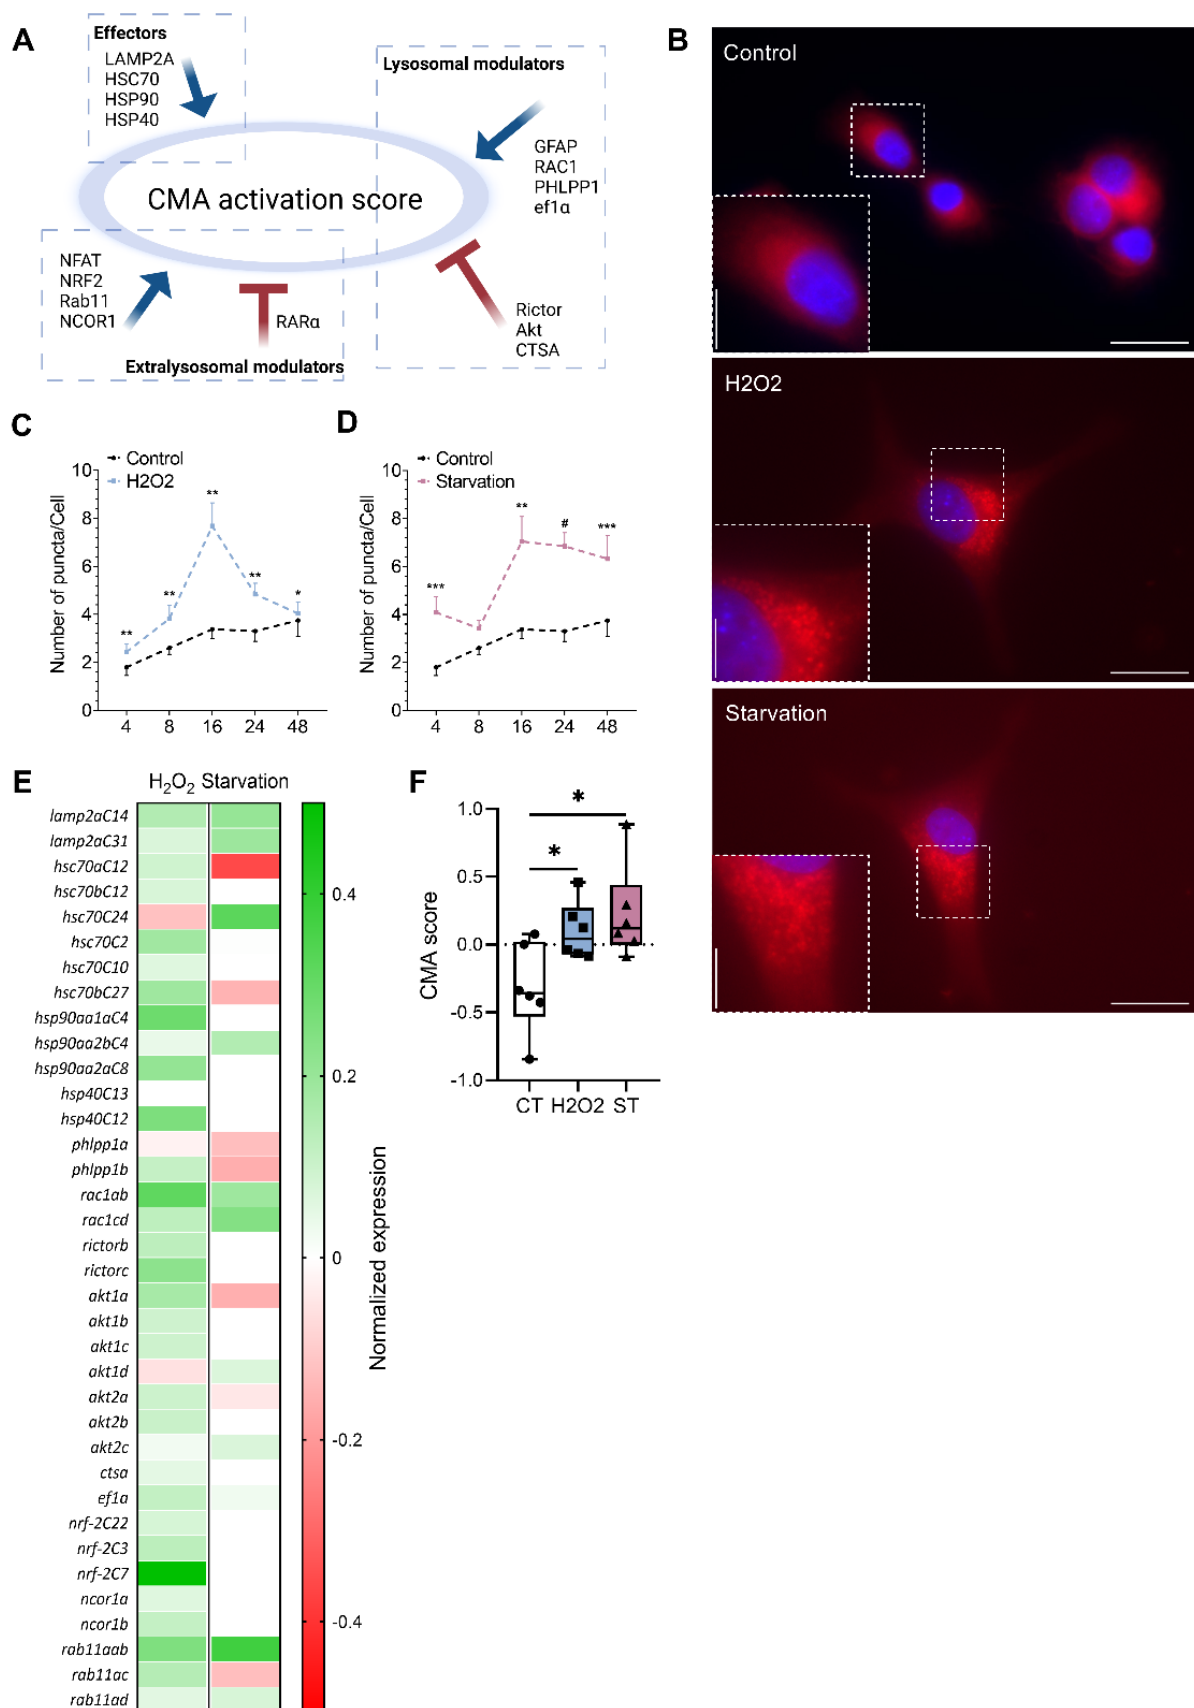 A
Effectors
LAMP2A
HSC70
HSP90
HSP40
Lysosomal modulators
GFAP
RAC1
PHLPP1
ef1α
CMA activation score
NFAT
NRF2
Rab11
NCOR1
RARα
Extralysosomal modulators
Rictor
Akt
CTSA
B
Control
H2O2
Starvation
C
Control
H2O2
Number of puncta/Cell
10
8
6
4
2
0
**
**
**
**
*
4 8 16 24 48
D
Control
Starvation
Number of puncta/Cell
10
8
6
4
2
0
***
**
#
***
4 8 16 24 48
E
H2O2 Starvation
lamp2aC14
lamp2aC31
hsc70aC12
hsc70bC12
hsc70C24
hsc70C2
hsc70C10
hsc70bC27
hsp90aa1aC4
hsp90aa2bC4
hsp90aa2aC8
hsp40C13
hsp40C12
phlpp1a
phlpp1b
rac1ab
rac1cd
rictorb
rictorc
akt1a
akt1b
akt1c
akt1d
akt2a
akt2b
akt2c
ctsa
ef1a
nrf-2C22
nrf-2C3
nrf-2C7
ncor1a
ncor1b
rab11aab
rab11ac
rab11ad
0.4
0.2
0
-0.2
-0.4
Normalized expression
F
CMA score
1.0
0.5
0.0
-0.5
-1.0
*
*
CT H2O2 ST